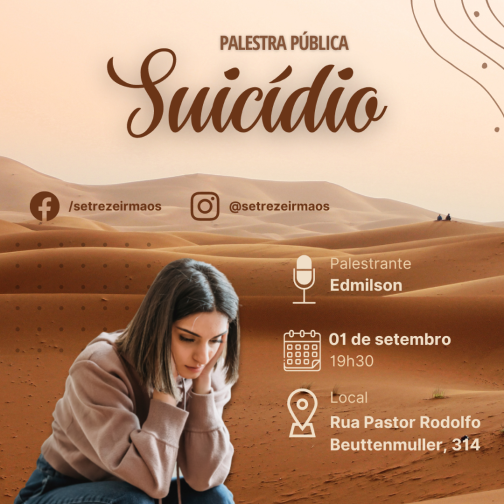 PALESTRA PÚBLICA
Suicídio
/setrezeirmaos
@setrezeirmaos
Palestrante
Edmilson
01 de setembro
19h30
Local
Rua Pastor Rodolfo
Beuttenmuller, 314